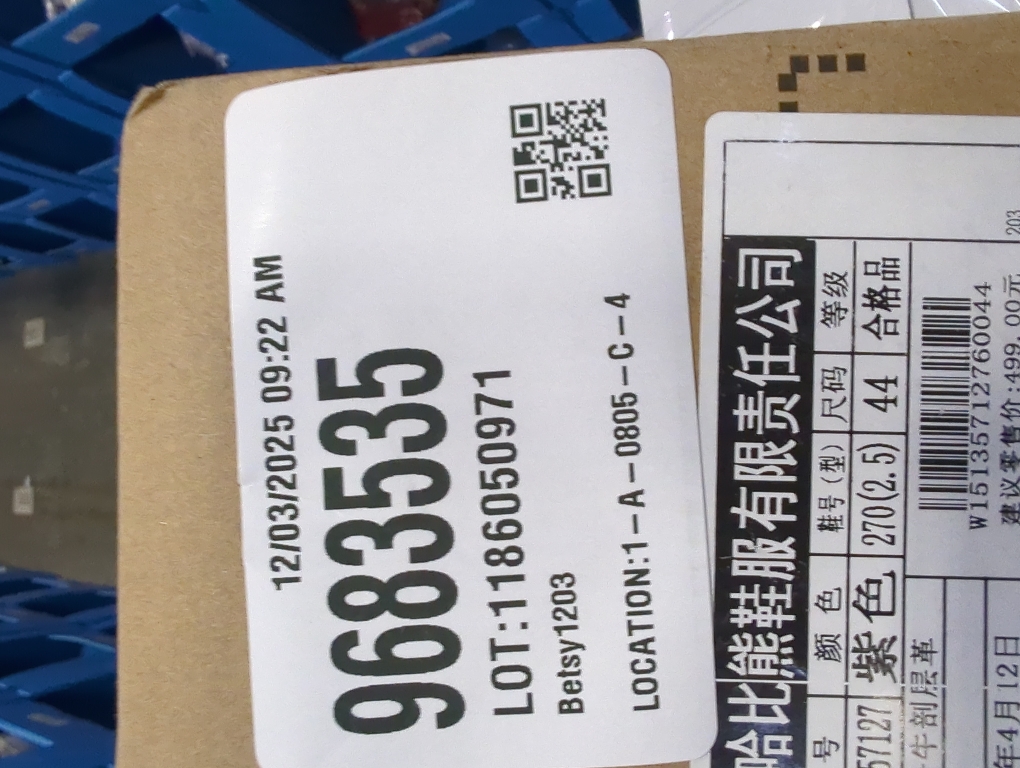 12/03/2025 09:22 AM
9683535
LOT:1186050971
Betsy1203
LOCATION:1-A-0805-C-4
哈比熊鞋服有限责任公司
号 颜 色 鞋号(型) 尺码 等级
57127 紫色 270(2.5) 44 合格品
牛剖层革
W15135712760044
建议零售价:499.00元
年4月12日
203